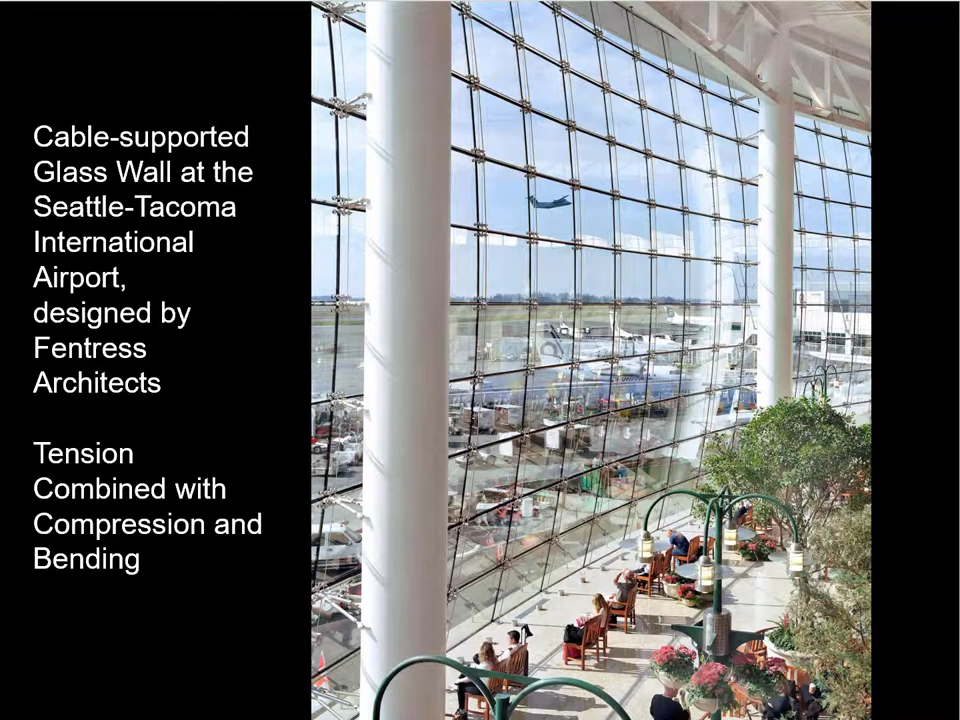 Cable-supported
Glass Wall at the
Seattle-Tacoma
International
Airport,
designed by
Fentress
Architects
Tension
Combined with
Compression and
Bending